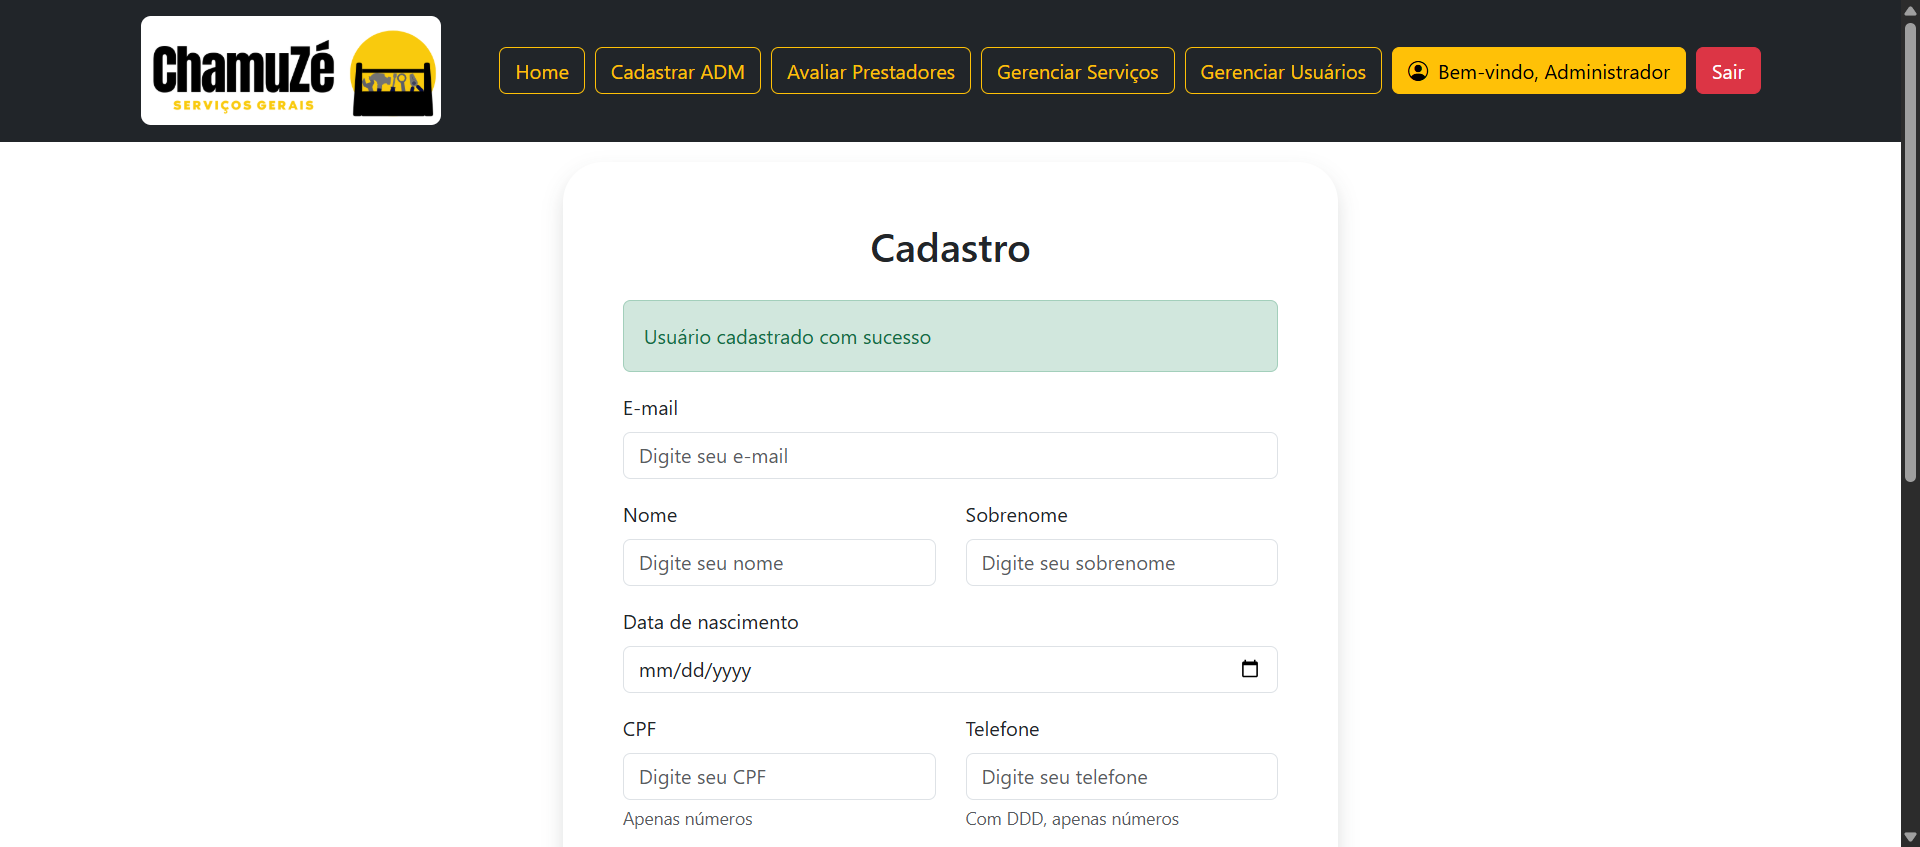 ChamuZé
SERVIÇOS GERAIS
Home
Cadastrar ADM
Avaliar Prestadores
Gerenciar Serviços
Gerenciar Usuários
Bem-vindo, Administrador
Sair
Cadastro
Usuário cadastrado com sucesso
E-mail
Digite seu e-mail
Nome
Sobrenome
Digite seu nome
Digite seu sobrenome
Data de nascimento
mm/dd/yyyy
CPF
Telefone
Digite seu CPF
Digite seu telefone
Apenas números
Com DDD, apenas números